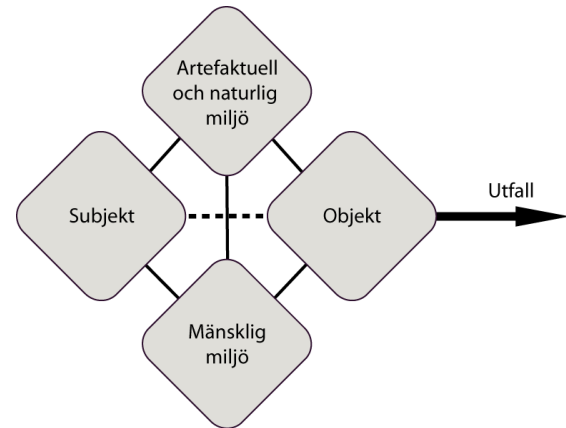 Artefaktuell
och naturlig
miljö
Subjekt
Objekt
Utfall
Mänsklig
miljö